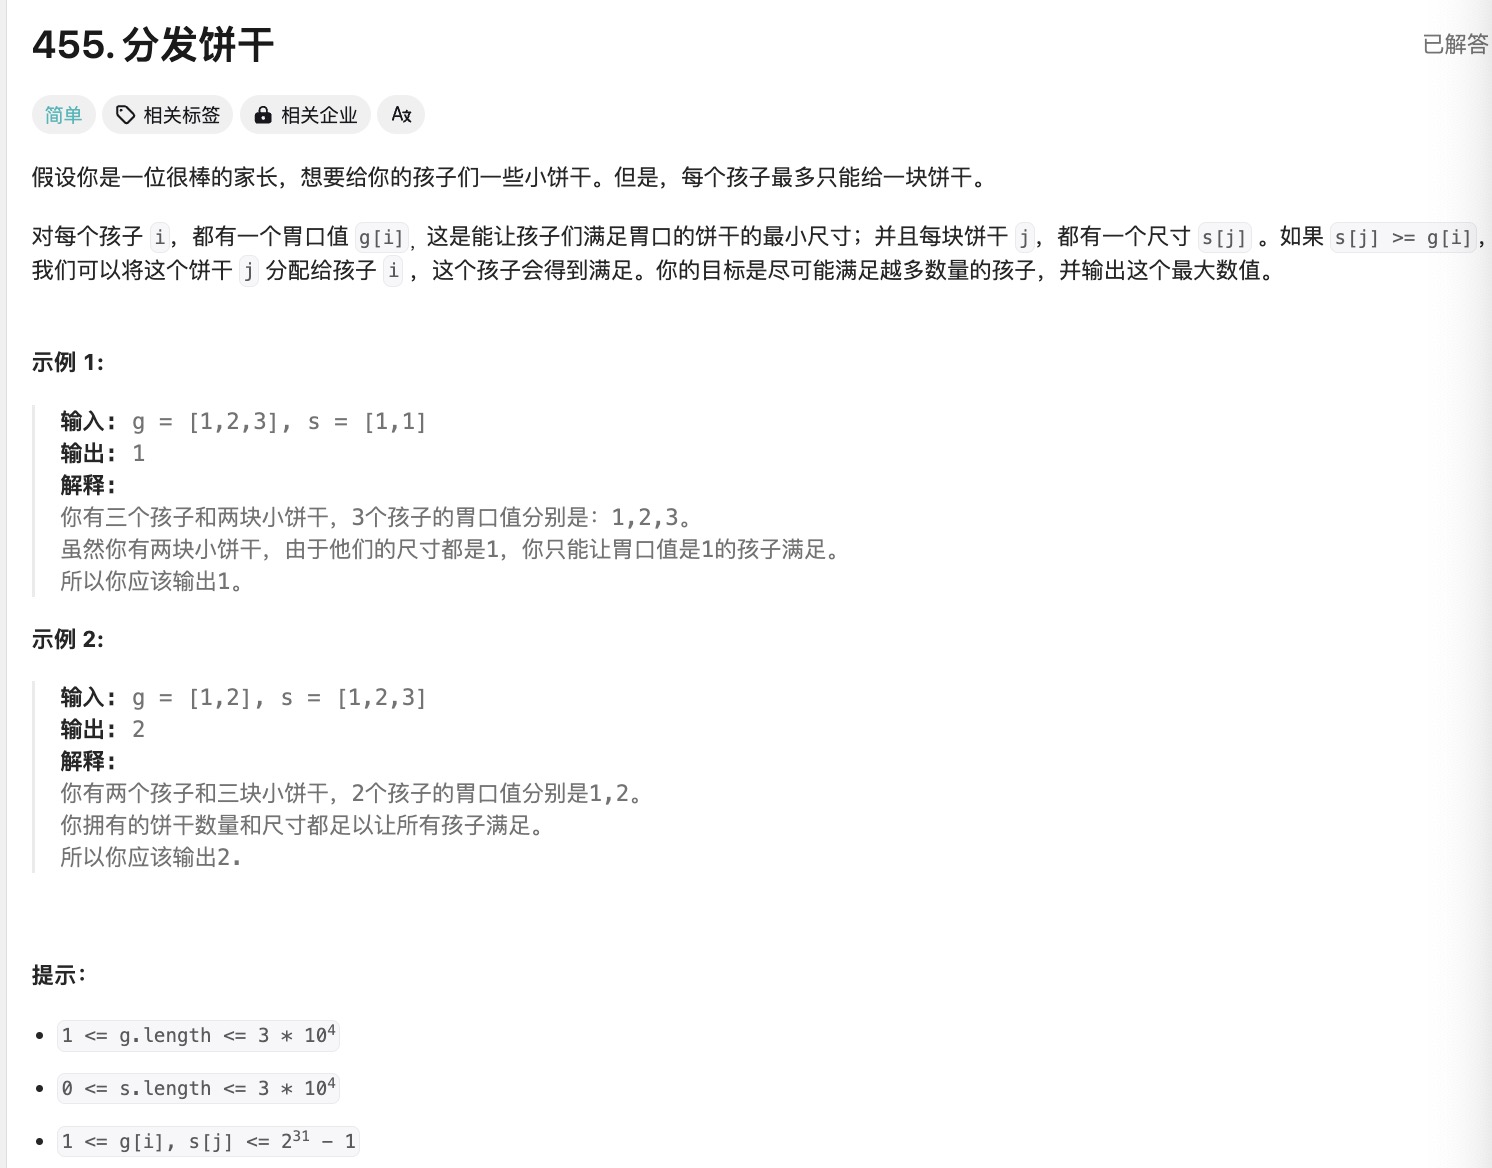 455. 分发饼干
已解答
简单 相关标签 相关企业
假设你是一位很棒的家长，想要给你的孩子们一些小饼干。但是，每个孩子最多只能给一块饼干。
对每个孩子 i，都有一个胃口值 g[i]，这是能让孩子们满足胃口的饼干的最小尺寸；并且每块饼干 j，都有一个尺寸 s[j] 。如果 s[j] >= g[i]，
我们可以将这个饼干 j 分配给孩子 i ，这个孩子会得到满足。你的目标是尽可能满足越多数量的孩子，并输出这个最大数值。
示例 1:
输入: g = [1,2,3], s = [1,1]
输出: 1
解释:
你有三个孩子和两块小饼干，3个孩子的胃口值分别是：1,2,3。
虽然你有两块小饼干，由于他们的尺寸都是1，你只能让胃口值是1的孩子满足。
所以你应该输出1。
示例 2:
输入: g = [1,2], s = [1,2,3]
输出: 2
解释:
你有两个孩子和三块小饼干，2个孩子的胃口值分别是1,2。
你拥有的饼干数量和尺寸都足以让所有孩子满足。
所以你应该输出2.
提示：
• 1 <= g.length <= 3 * 10⁴
• 0 <= s.length <= 3 * 10⁴
• 1 <= g[i], s[j] <= 2³¹ - 1